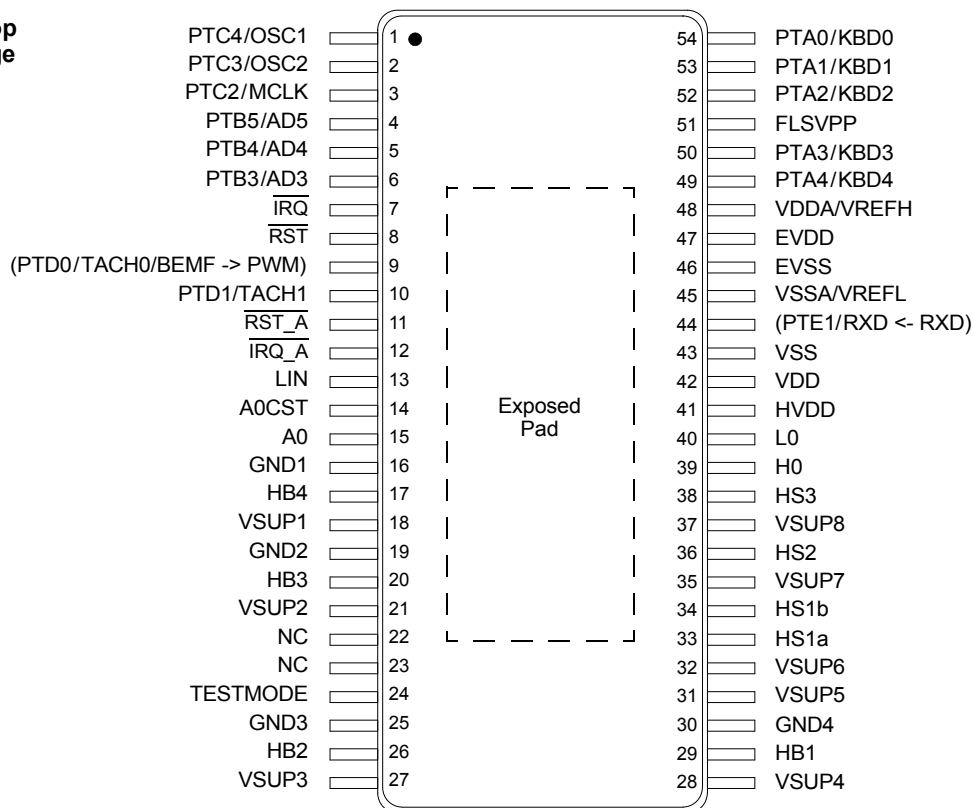 op
ge
PTC4/OSC1 1 54 PTA0/KBD0
PTC3/OSC2 2 53 PTA1/KBD1
PTC2/MCLK 3 52 PTA2/KBD2
PTB5/AD5 4 51 FLSVPP
PTB4/AD4 5 50 PTA3/KBD3
PTB3/AD3 6 49 PTA4/KBD4
IRQ 7 48 VDDA/VREFH
RST 8 47 EVDD
(PTD0/TACH0/BEMF -> PWM) 9 46 EVSS
PTD1/TACH1 10 45 VSSA/VREFL
RST_A 11 44 (PTE1/RXD <- RXD)
IRQ_A 12 43 VSS
LIN 13 42 VDD
A0CST 14 41 HVDD
A0 15 40 L0
GND1 16 39 H0
HB4 17 38 HS3
VSUP1 18 37 VSUP8
GND2 19 36 HS2
HB3 20 35 VSUP7
VSUP2 21 34 HS1b
NC 22 33 HS1a
NC 23 32 VSUP6
TESTMODE 24 31 VSUP5
GND3 25 30 GND4
HB2 26 29 HB1
VSUP3 27 28 VSUP4
Exposed
Pad